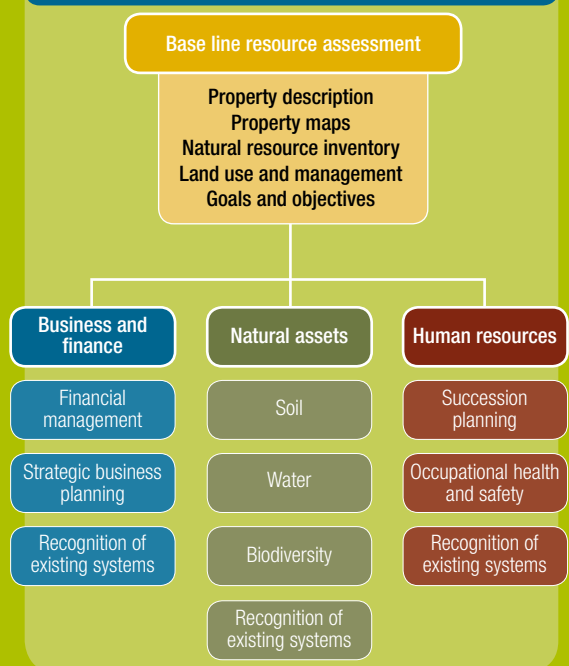 Base line resource assessment
Property description
Property maps
Natural resource inventory
Land use and management
Goals and objectives
Business and
finance
Financial
management
Strategic business
planning
Recognition of
existing systems
Natural assets
Soil
Water
Biodiversity
Recognition of
existing systems
Human resources
Succession
planning
Occupational health
and safety
Recognition of
existing systems